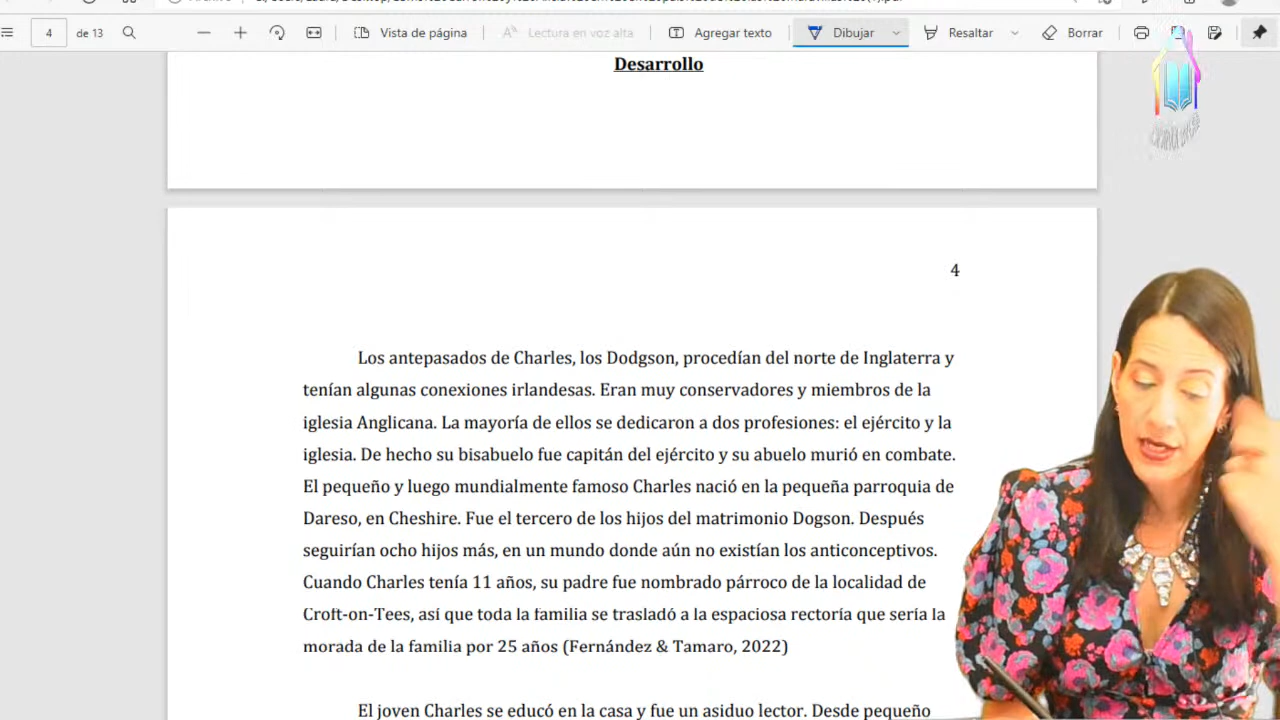 4
de 13
Vista de página
Lectura en voz alta
Agregar texto
Dibujar
Resaltar
Borrar
Desarrollo
4
Los antepasados de Charles, los Dodgson, procedían del norte de Inglaterra y
tenían algunas conexiones irlandesas. Eran muy conservadores y miembros de la
iglesia Anglicana. La mayoría de ellos se dedicaron a dos profesiones: el ejército y la
iglesia. De hecho su bisabuelo fue capitán del ejército y su abuelo murió en combate.
El pequeño y luego mundialmente famoso Charles nació en la pequeña parroquia de
Dareso, en Cheshire. Fue el tercero de los hijos del matrimonio Dogson. Después
seguirían ocho hijos más, en un mundo donde aún no existían los anticonceptivos.
Cuando Charles tenía 11 años, su padre fue nombrado párroco de la localidad de
Croft-on-Tees, así que toda la familia se trasladó a la espaciosa rectoría que sería la
morada de la familia por 25 años (Fernández & Tamaro, 2022)
El joven Charles se educó en la casa y fue un asiduo lector. Desde pequeño